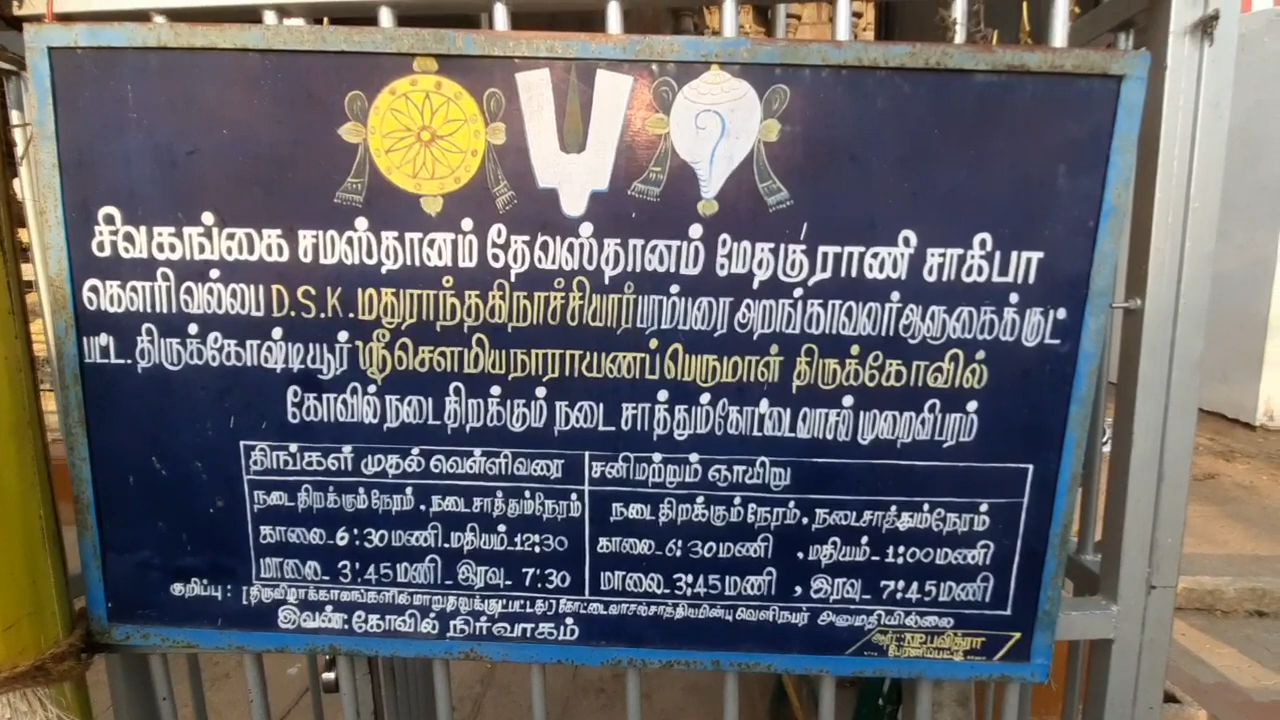 சிவகங்கை சமஸ்தானம் தேவஸ்தானம் மேதகு ராணி சாகிபா
கௌரி வல்லப D.S.K. மதுராந்தகி நாச்சியார் பரம்பரை அறங்காவலர் ஆளுகைக்குட்
பட்ட. திருக்கோஷ்டியூர் ஸ்ரீ சௌமிய நாராயணப் பெருமாள் திருக்கோவில்
கோவில் நடை திறக்கும் நடை சாத்தும் கோட்டை வாசல் முறை விபரம்
திங்கள் முதல் வெள்ளிவரை சனி மற்றும் ஞாயிறு
நடை திறக்கும் நேரம், நடை சாத்தும் நேரம் நடை திறக்கும் நேரம், நடை சாத்தும் நேரம்
காலை-6:30 மணி-மதியம்-12:30 காலை-6:30 மணி , மதியம்-1:00 மணி
மாலை-3:45 மணி-இரவு-7:30 மாலை-3:45 மணி , இரவு-7:45 மணி
குறிப்பு : [திருவிழாக் காலங்களில் மாறுதலுக்குட்பட்டது] கோட்டை வாசல் சாத்தியபின்பு வெளிநபர் அனுமதியில்லை
இவண்: கோவில் நிர்வாகம்
ஆர்ட்: N.P. பவித்ரா